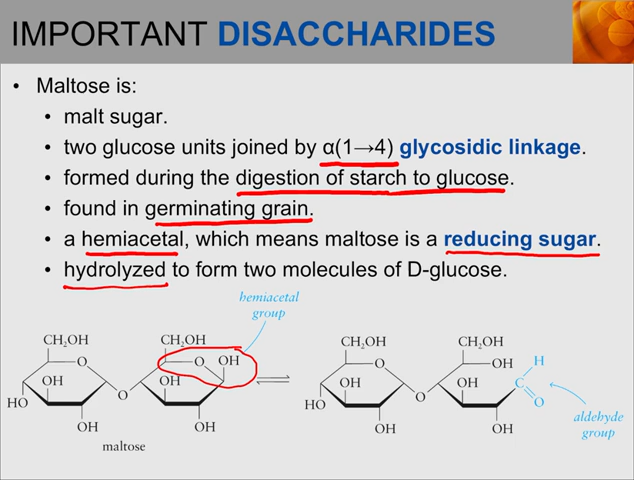 IMPORTANT DISACCHARIDES
• Maltose is:
• malt sugar.
• two glucose units joined by α(1→4) glycosidic linkage.
• formed during the digestion of starch to glucose.
• found in germinating grain.
• a hemiacetal, which means maltose is a reducing sugar.
• hydrolyzed to form two molecules of D-glucose.
hemiacetal
group
CH₂OH CH₂OH CH₂OH CH₂OH
O O OH O OH H
OH OH OH OH C
HO O HO O O
OH OH OH OH
aldehyde
group
maltose